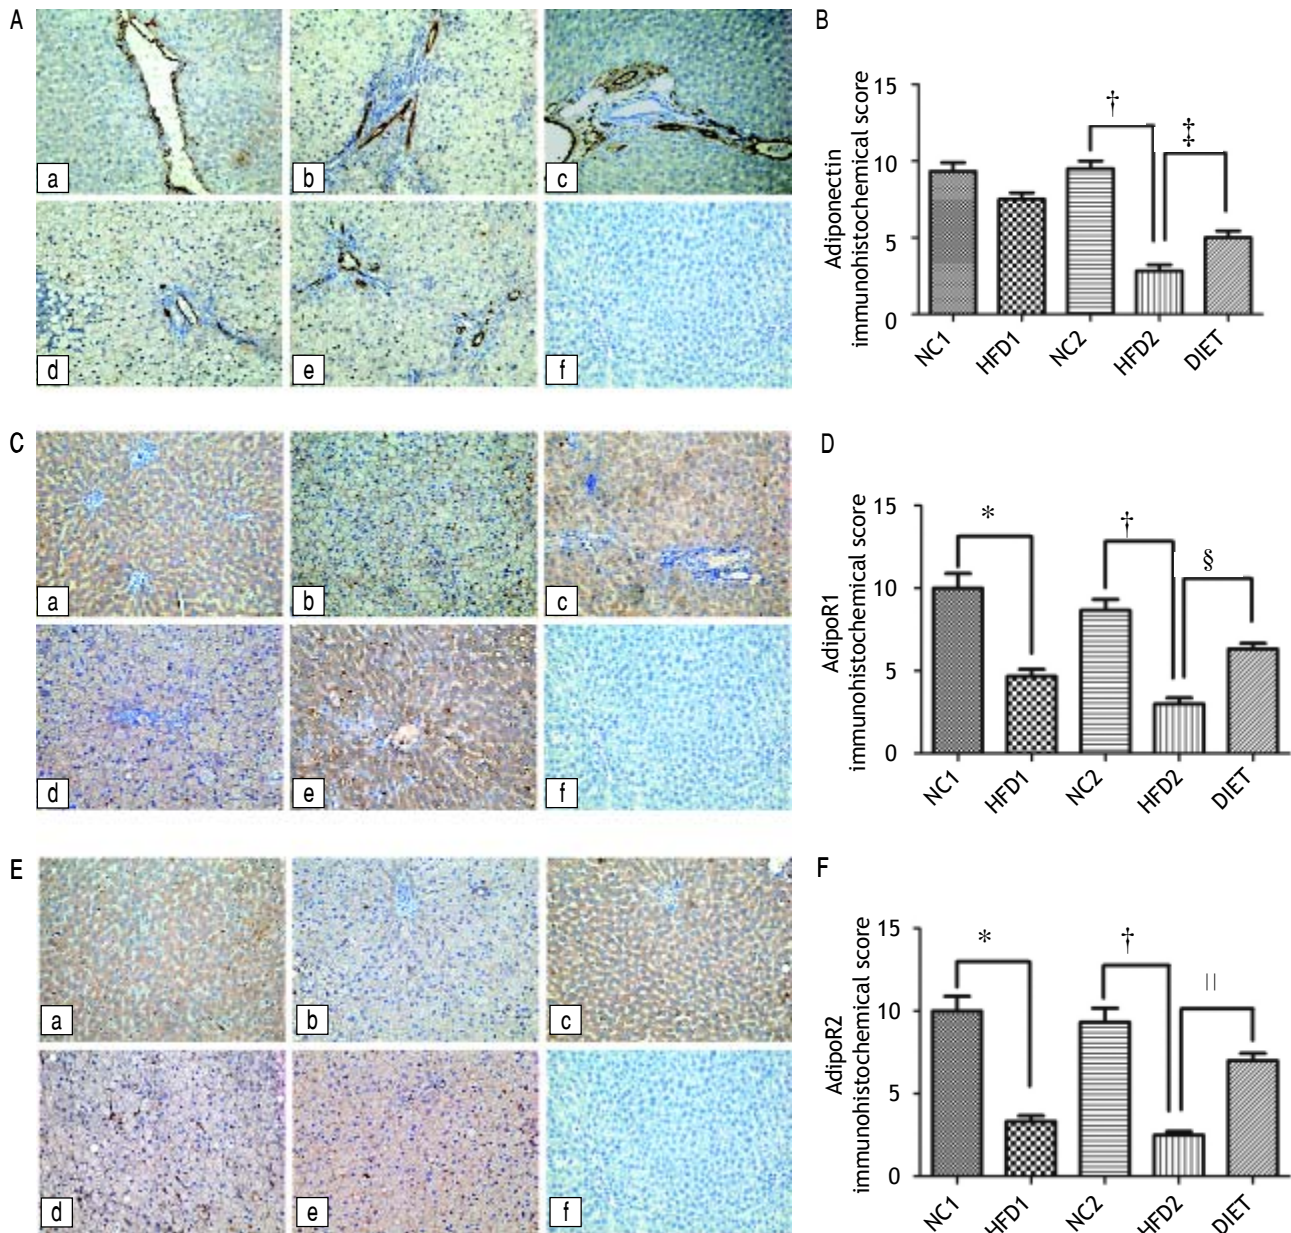 A
a
b
c
d
e
f
B
Adiponectin
immunohistochemical score
15
10
5
0
†
‡
NC1
HFD1
NC2
HFD2
DIET
C
a
b
c
d
e
f
D
AdipoR1
immunohistochemical score
15
10
5
0
*
†
§
NC1
HFD1
NC2
HFD2
DIET
E
a
b
c
d
e
f
F
AdipoR2
immunohistochemical score
15
10
5
0
*
†
||
NC1
HFD1
NC2
HFD2
DIET